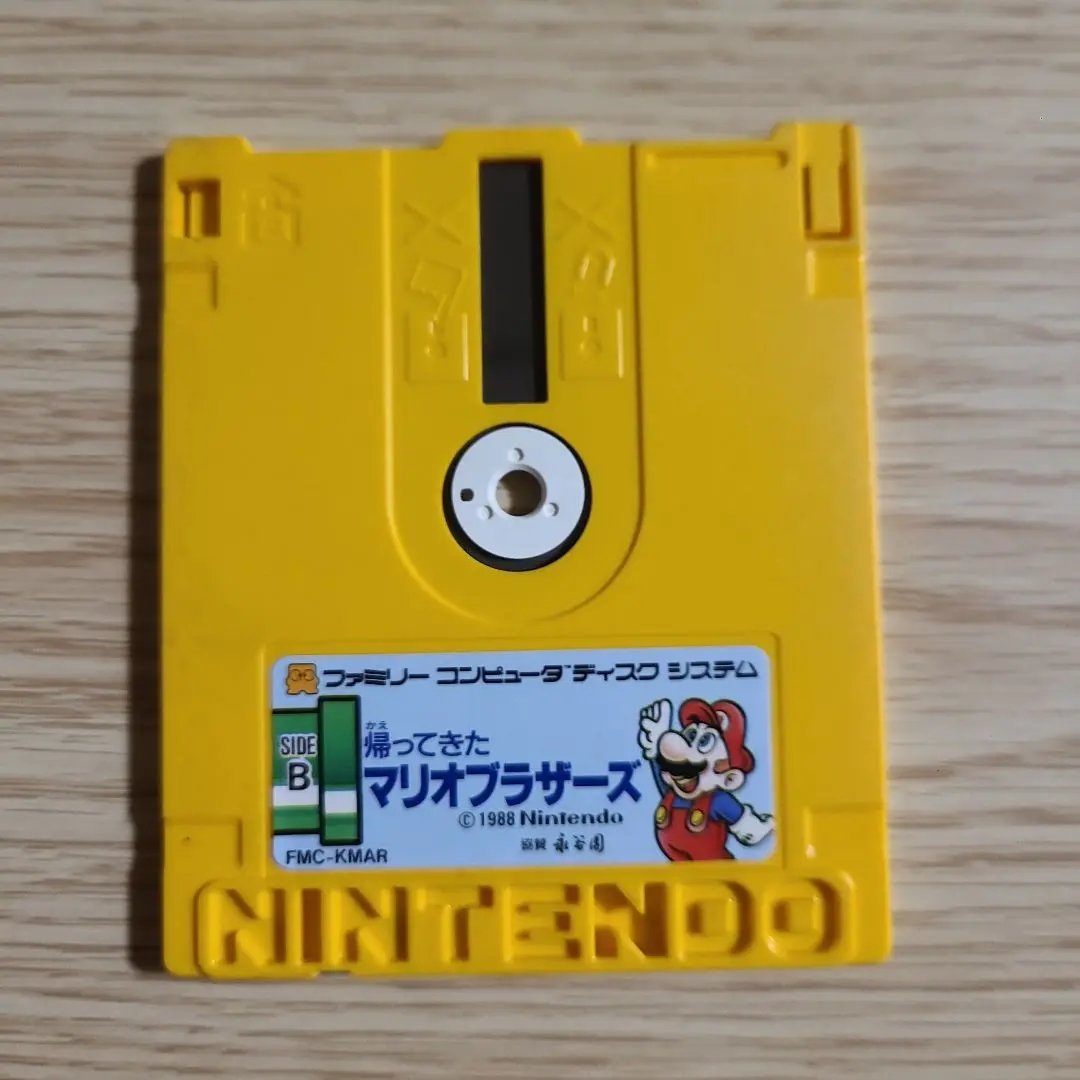 ファミリー コンピュータ™ ディスク システム
SIDE
B
かえ
帰ってきた
マリオブラザーズ
©1988 Nintendo
協賛 永谷園
FMC-KMAR
NINTENDO